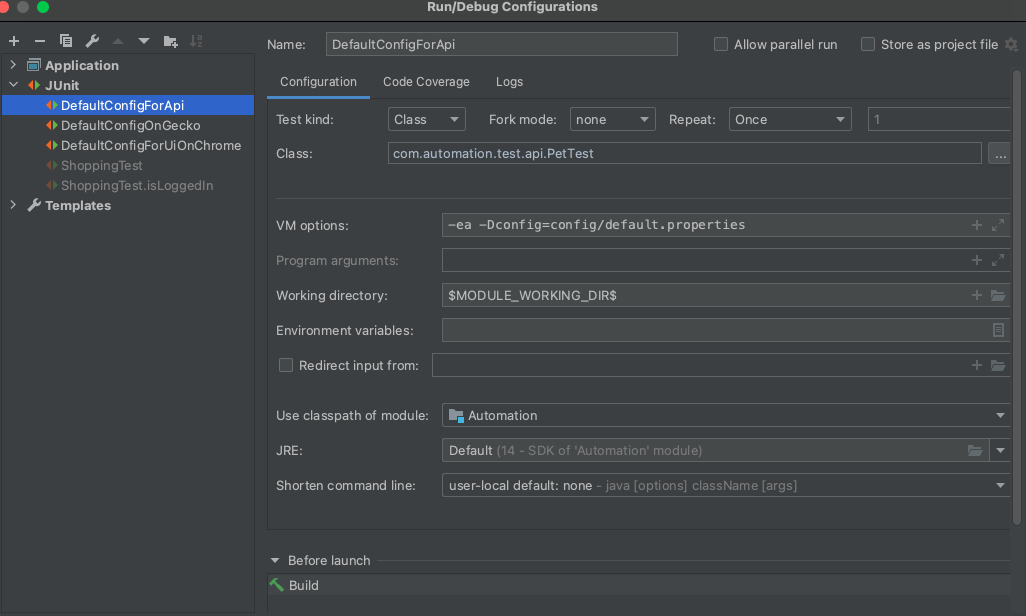 Run/Debug Configurations
Name: DefaultConfigForApi Allow parallel run Store as project file
Application
JUnit
DefaultConfigForApi
DefaultConfigOnGecko
DefaultConfigForUiOnChrome
ShoppingTest
ShoppingTest.isLoggedIn
Templates
Configuration Code Coverage Logs
Test kind: Class Fork mode: none Repeat: Once 1
Class: com.automation.test.api.PetTest ...
VM options: -ea -Dconfig=config/default.properties
Program arguments:
Working directory: $MODULE_WORKING_DIR$
Environment variables:
Redirect input from:
Use classpath of module: Automation
JRE: Default (14 - SDK of 'Automation' module)
Shorten command line: user-local default: none - java [options] className [args]
Before launch
Build